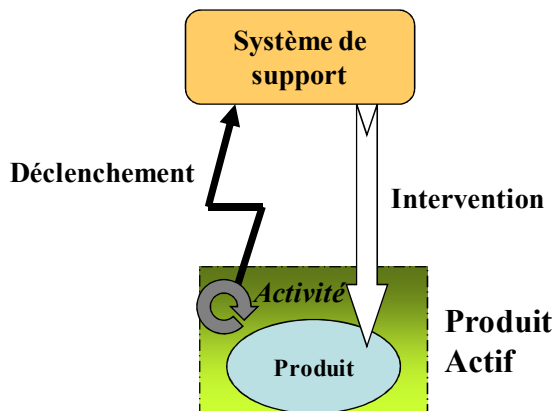 Système de
support
Déclenchement
Intervention
Activité
Produit
Actif
Produit